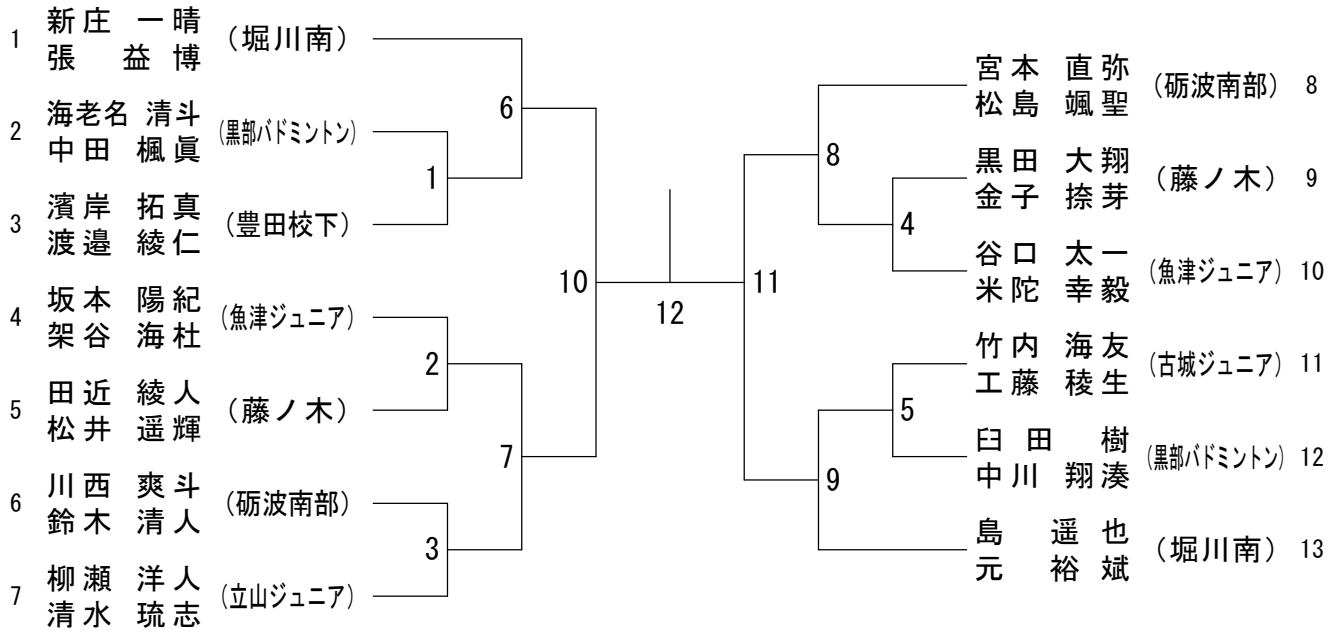 1 新庄 一晴 (堀川南)
張 益博
2 海老名 清斗 (黒部バドミントン)
中田 楓眞
3 濱岸 拓真 (豊田校下)
渡邉 綾仁
4 坂本 陽紀 (魚津ジュニア)
架谷 海杜
5 田近 綾人 (藤ノ木)
松井 遥輝
6 川西 爽斗 (砺波南部)
鈴木 清人
7 柳瀬 洋人 (立山ジュニア)
清水 琉志
6
1
10
2
7
3
12
11
8
4
5
9
宮本 直弥 (砺波南部) 8
松島 颯聖
黒田 大翔 (藤ノ木) 9
金子 捺芽
谷口 太一 (魚津ジュニア) 10
米陀 幸毅
竹内 海友 (古城ジュニア) 11
工藤 稜生
臼田 樹 (黒部バドミントン) 12
中川 翔湊
島 遥也 (堀川南) 13
元 裕斌